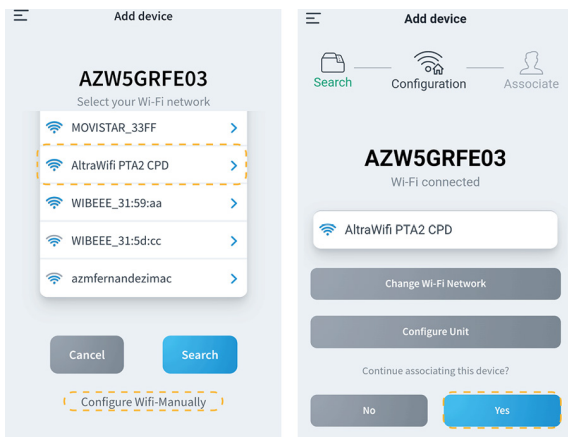 Add device
AZW5GRFE03
Select your Wi-Fi network
MOVISTAR_33FF
AltraWifi PTA2 CPD
WIBEEE_31:59:aa
WIBEEE_31:5d:cc
azmfernandezimac
Cancel
Search
Configure Wifi-Manually
Add device
Search
Configuration
Associate
AZW5GRFE03
Wi-Fi connected
AltraWifi PTA2 CPD
Change Wi-Fi Network
Configure Unit
Continue associating this device?
No
Yes